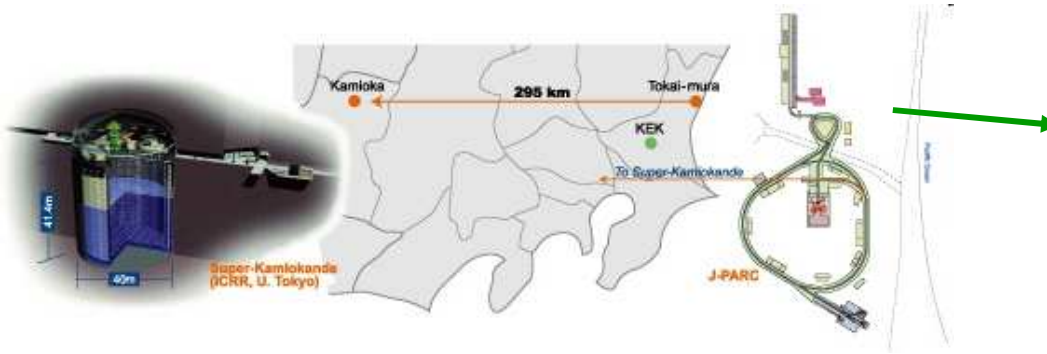 41.4m
40m
Super-Kamiokande
(ICRR, U. Tokyo)
Kamioka
295 km
Tokai-mura
KEK
To Super-Kamiokande
J-PARC